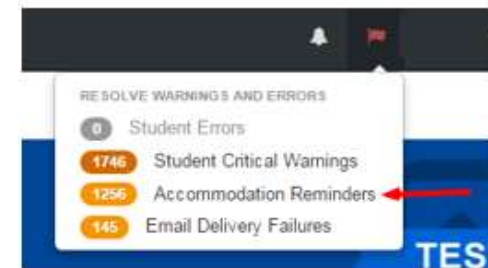 RESOLVE WARNINGS AND ERRORS
0 Student Errors
1746 Student Critical Warnings
1256 Accommodation Reminders
145 Email Delivery Failures
TES